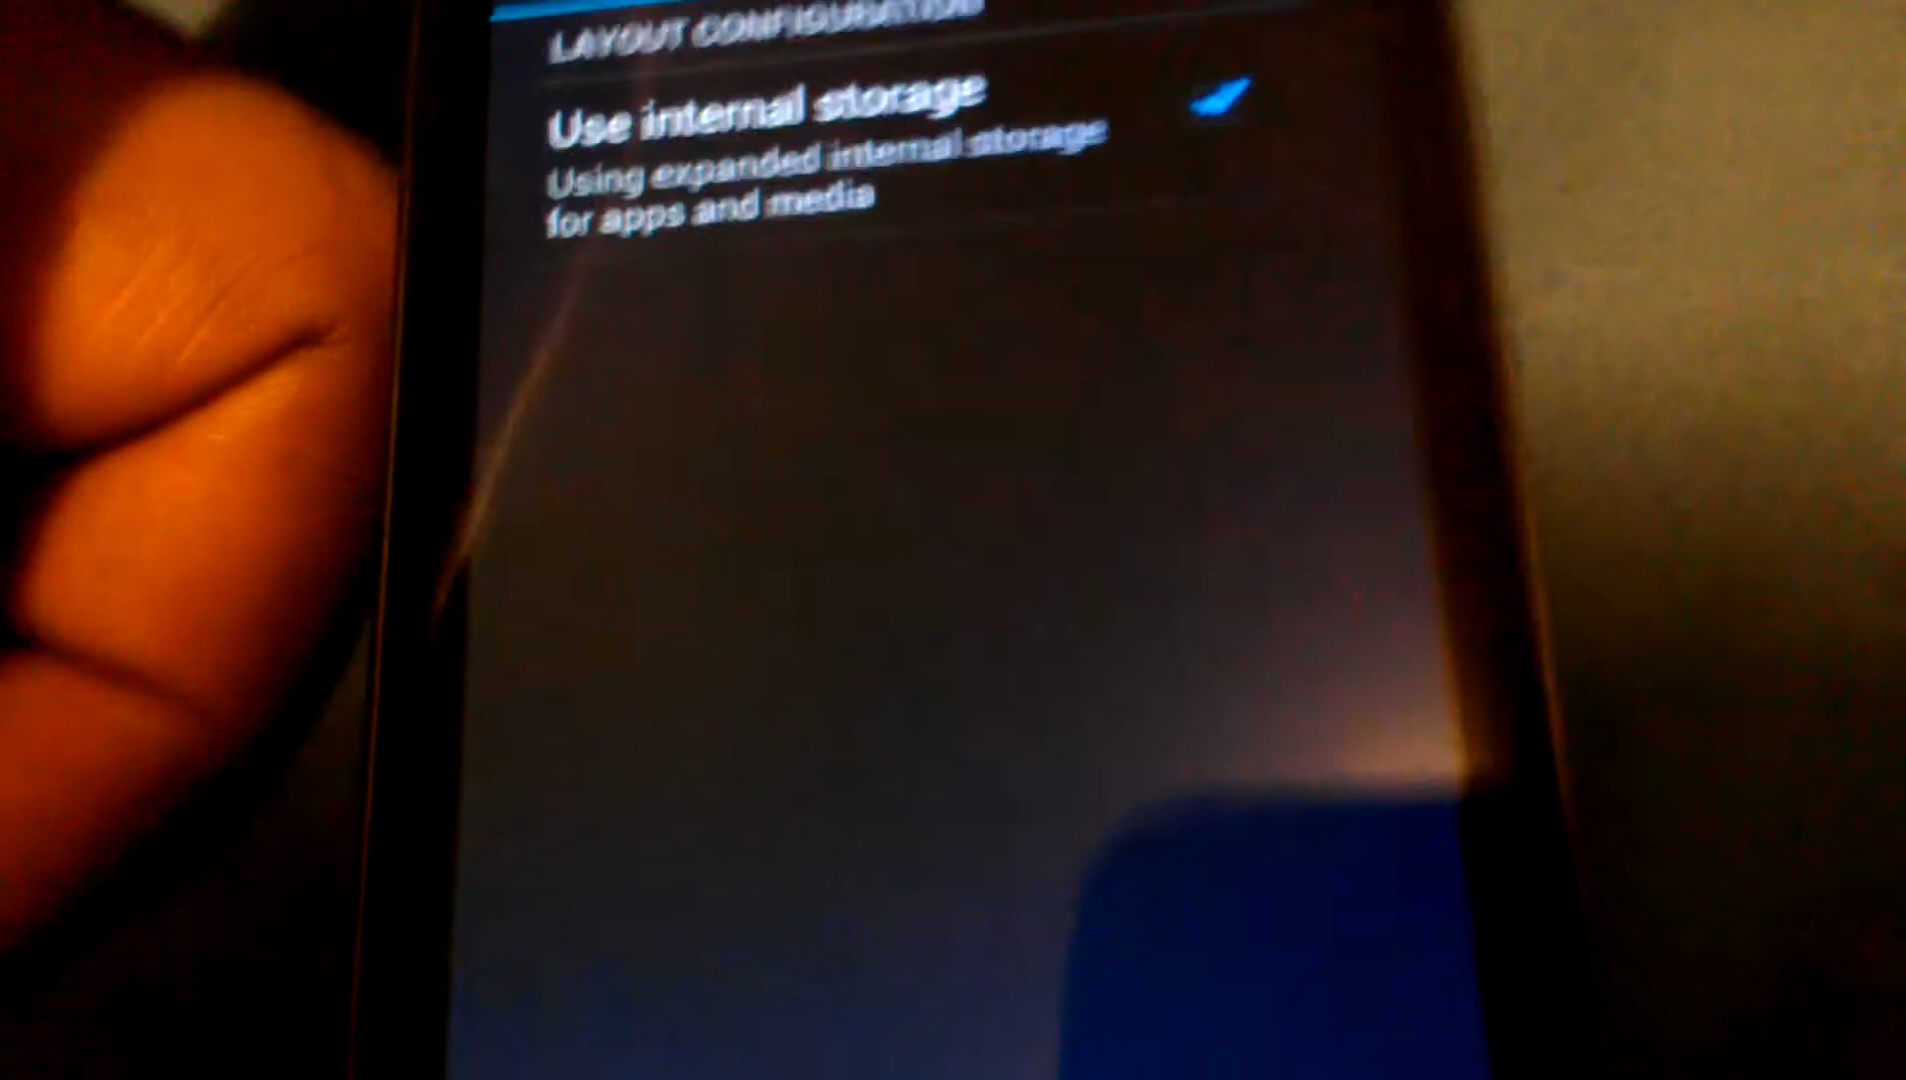 LAYOUT CONFIGURATION
Use internal storage
Using expanded internal storage
for apps and media